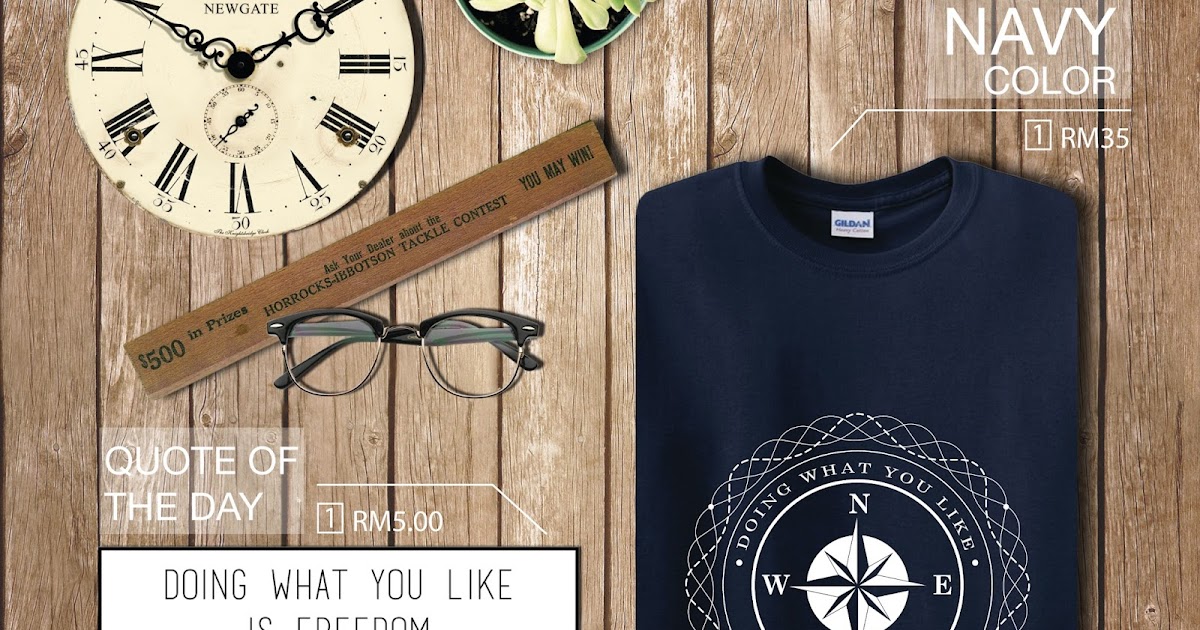 NEWGATE
45
15
40
20
35
30
The Knightsbridge Clock
NAVY
COLOR
1 RM35
YOU MAY WIN!
Ask Your Dealer about the
HORROCKS-IBBOTSON TACKLE CONTEST
$500 in Prizes
GILDAN
Heavy Cotton
QUOTE OF
THE DAY
1 RM5.00
DOING WHAT YOU LIKE
IS FREEDOM
DOING WHAT YOU LIKE
N
W
E